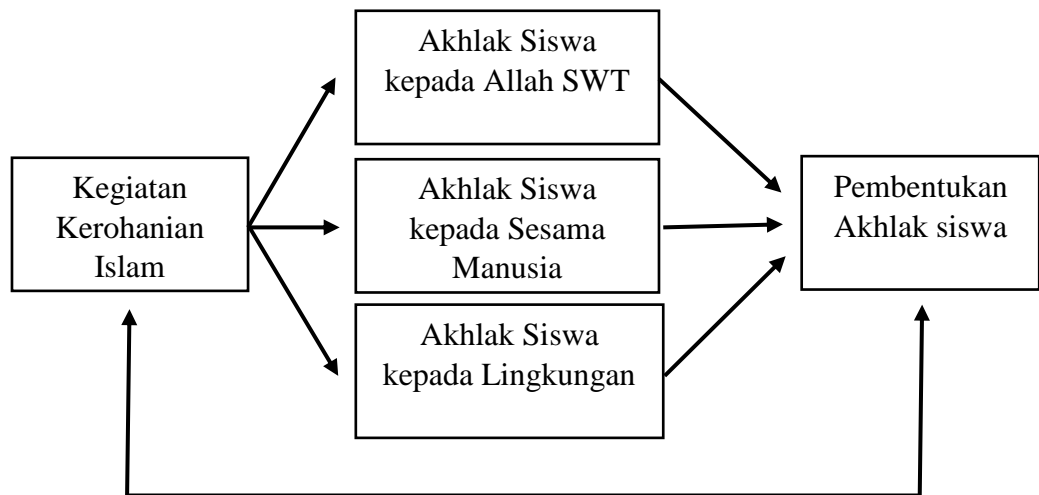 Akhlak Siswa
kepada Allah SWT
Kegiatan
Kerohanian
Islam
Akhlak Siswa
kepada Sesama
Manusia
Pembentukan
Akhlak siswa
Akhlak Siswa
kepada Lingkungan